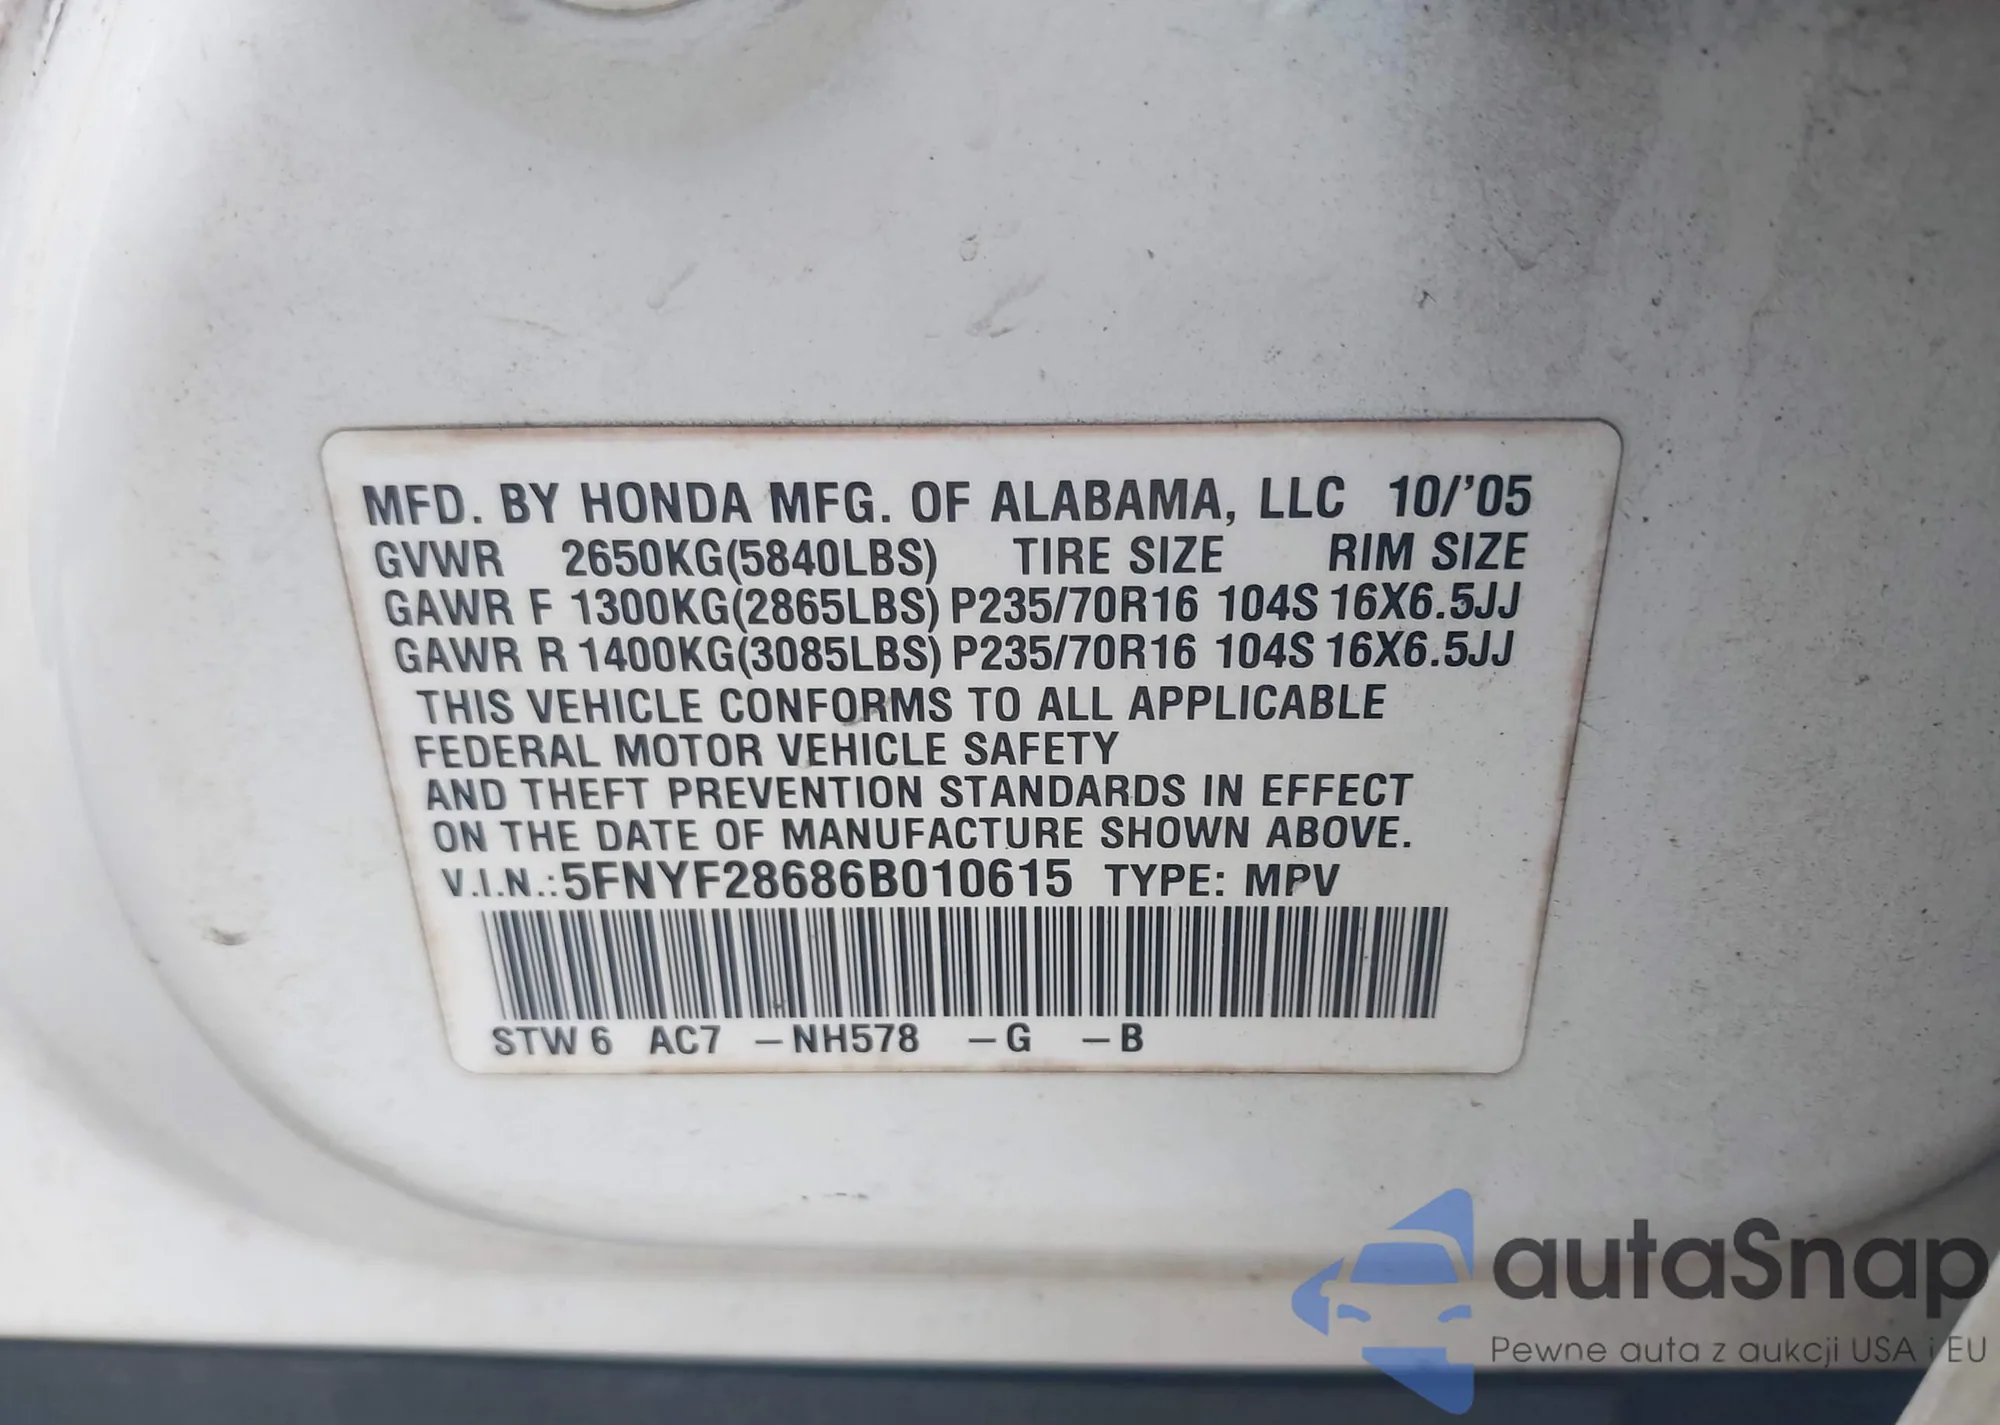 MFD. BY HONDA MFG. OF ALABAMA, LLC 10/'05
GVWR 2650KG(5840LBS) TIRE SIZE RIM SIZE
GAWR F 1300KG(2865LBS) P235/70R16 104S 16X6.5JJ
GAWR R 1400KG(3085LBS) P235/70R16 104S 16X6.5JJ
THIS VEHICLE CONFORMS TO ALL APPLICABLE
FEDERAL MOTOR VEHICLE SAFETY
AND THEFT PREVENTION STANDARDS IN EFFECT
ON THE DATE OF MANUFACTURE SHOWN ABOVE.
V.I.N.:5FNYF28686B010615 TYPE: MPV
STW 6 AC7 –NH578 –G –B
autaSnap
Pewne auta z aukcji USA i EU